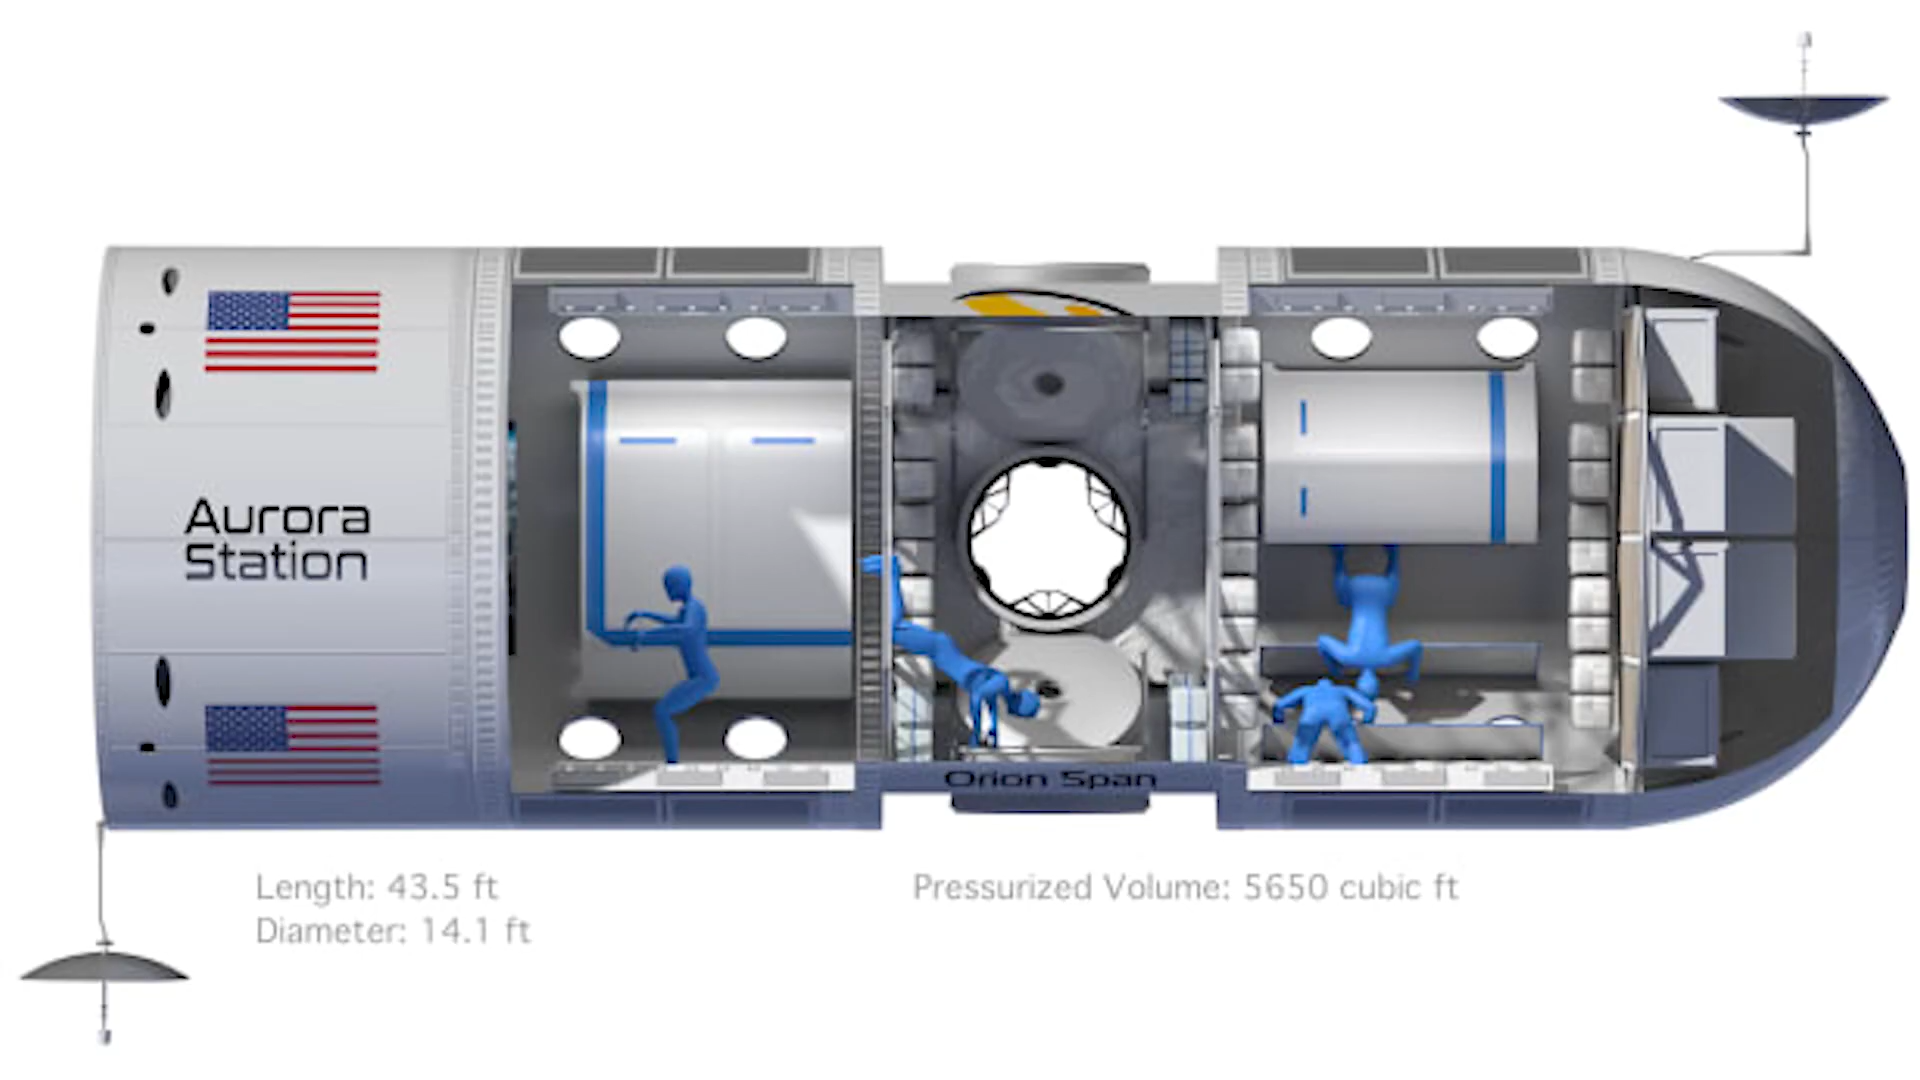 Aurora
Station
Orion Span
Length: 43.5 ft
Diameter: 14.1 ft
Pressurized Volume: 5650 cubic ft